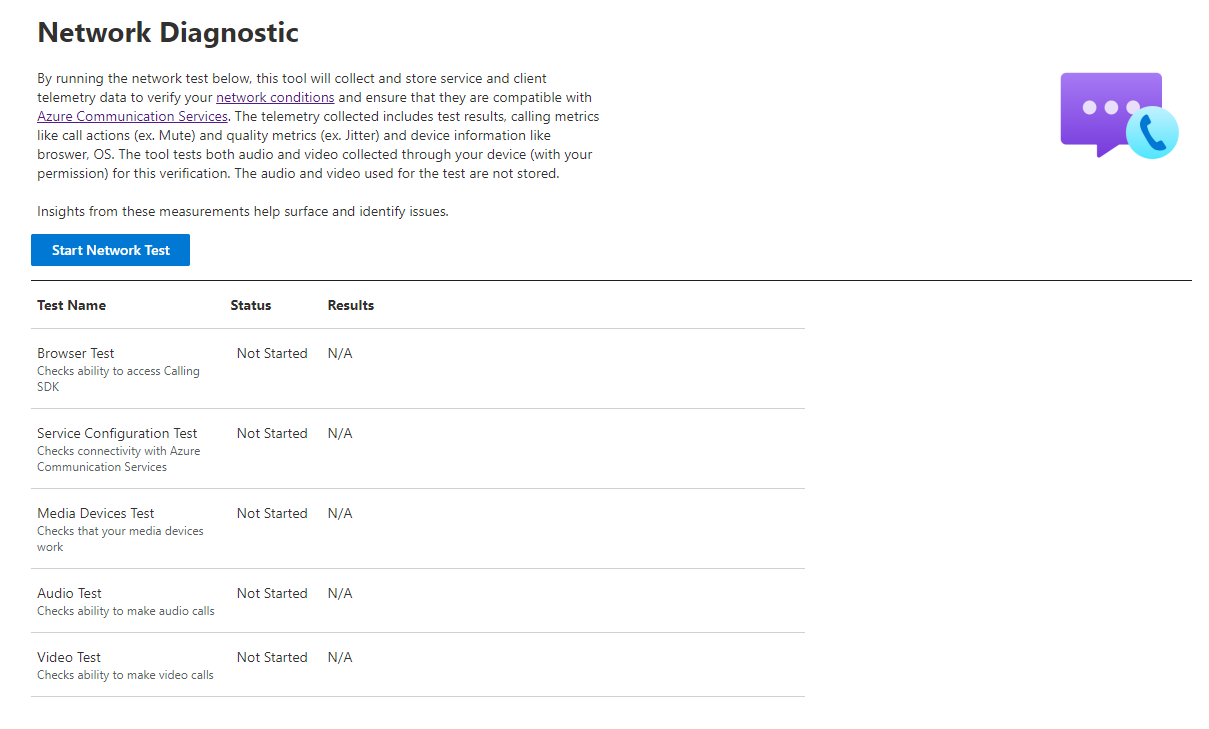 Network Diagnostic
By running the network test below, this tool will collect and store service and client
telemetry data to verify your network conditions and ensure that they are compatible with
Azure Communication Services. The telemetry collected includes test results, calling metrics
like call actions (ex. Mute) and quality metrics (ex. Jitter) and device information like
broswer, OS. The tool tests both audio and video collected through your device (with your
permission) for this verification. The audio and video used for the test are not stored.
Insights from these measurements help surface and identify issues.
Start Network Test
Test Name Status Results
Browser Test Not Started N/A
Checks ability to access Calling
SDK
Service Configuration Test Not Started N/A
Checks connectivity with Azure
Communication Services
Media Devices Test Not Started N/A
Checks that your media devices
work
Audio Test Not Started N/A
Checks ability to make audio calls
Video Test Not Started N/A
Checks ability to make video calls